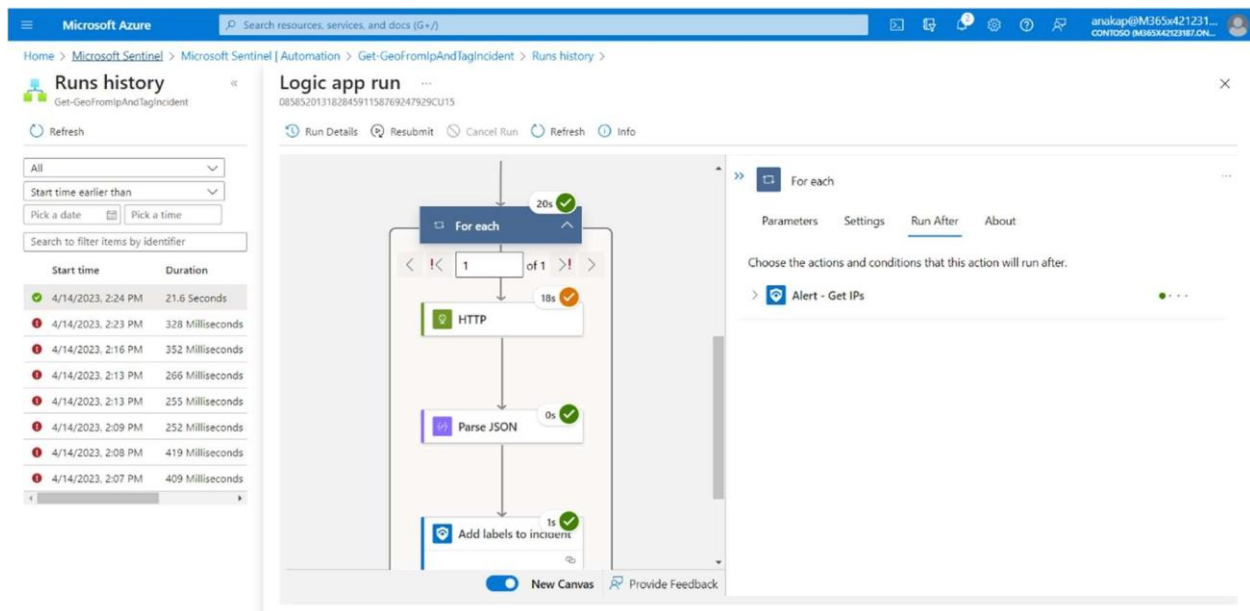 Microsoft Azure
Search resources, services, and docs (G+/)
2
anakap@M365x421231...
CONTOSO (M365X42123187.ON...
Home > Microsoft Sentinel > Microsoft Sentinel | Automation > Get-GeoFromIpAndTagIncident > Runs history >
Runs history
Get-GeoFromIpAndTagIncident
Refresh
All
Start time earlier than
Pick a date Pick a time
Search to filter items by identifier
Start time Duration
4/14/2023, 2:24 PM 21.6 Seconds
4/14/2023, 2:23 PM 328 Milliseconds
4/14/2023, 2:16 PM 352 Milliseconds
4/14/2023, 2:13 PM 266 Milliseconds
4/14/2023, 2:13 PM 255 Milliseconds
4/14/2023, 2:09 PM 252 Milliseconds
4/14/2023, 2:08 PM 419 Milliseconds
4/14/2023, 2:07 PM 409 Milliseconds
Logic app run ...
08585201318284591158769247929CU15
Run Details Resubmit Cancel Run Refresh Info
20s
For each
1 of 1
18s
HTTP
0s
Parse JSON
1s
Add labels to incident
New Canvas Provide Feedback
For each
Parameters Settings Run After About
Choose the actions and conditions that this action will run after.
Alert - Get IPs